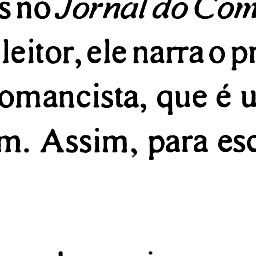 s no Jornal do Com
leitor, ele narra o pr
omancista, que é u
m. Assim, para esc